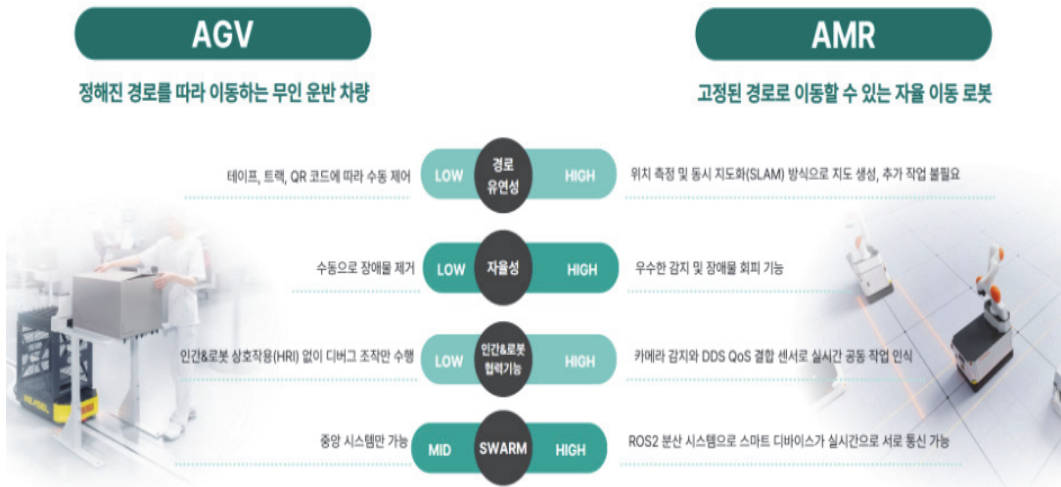 AGV
정해진 경로를 따라 이동하는 무인 운반 차량
AMR
고정된 경로로 이동할 수 있는 자율 이동 로봇
테이프, 트랙, QR 코드에 따라 수동 제어
LOW
경로
유연성
HIGH
위치 측정 및 동시 지도화(SLAM) 방식으로 지도 생성, 추가 작업 불필요
수동으로 장애물 제거
LOW
자율성
HIGH
우수한 감지 및 장애물 회피 기능
인간&로봇 상호작용(HRI) 없이 디버그 조작만 수행
LOW
인간&로봇
협력기능
HIGH
카메라 감지와 DDS QoS 결합 센서로 실시간 공동 작업 인식
중앙 시스템만 가능
MID
SWARM
HIGH
ROS2 분산 시스템으로 스마트 디바이스가 실시간으로 서로 통신 가능